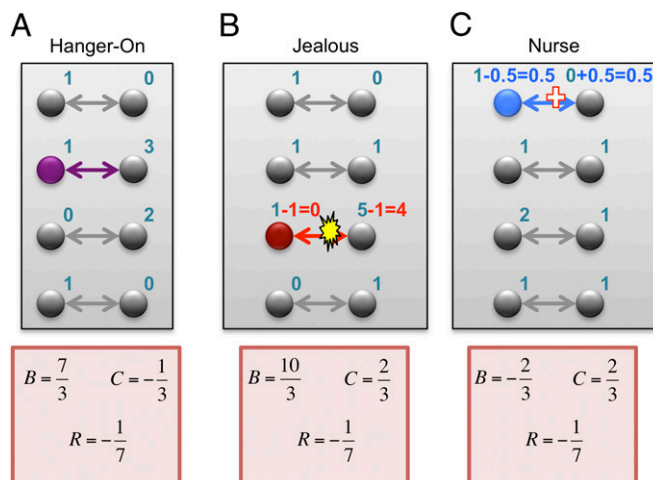 A
Hanger-On
1 0
1 3
0 2
1 0
B = 7/3 C = -1/3
R = -1/7
B
Jealous
1 0
1 1
1-1=0 5-1=4
0 1
B = 10/3 C = 2/3
R = -1/7
C
Nurse
1-0.5=0.5 0+0.5=0.5
1 1
2 1
1 1
B = -2/3 C = 2/3
R = -1/7